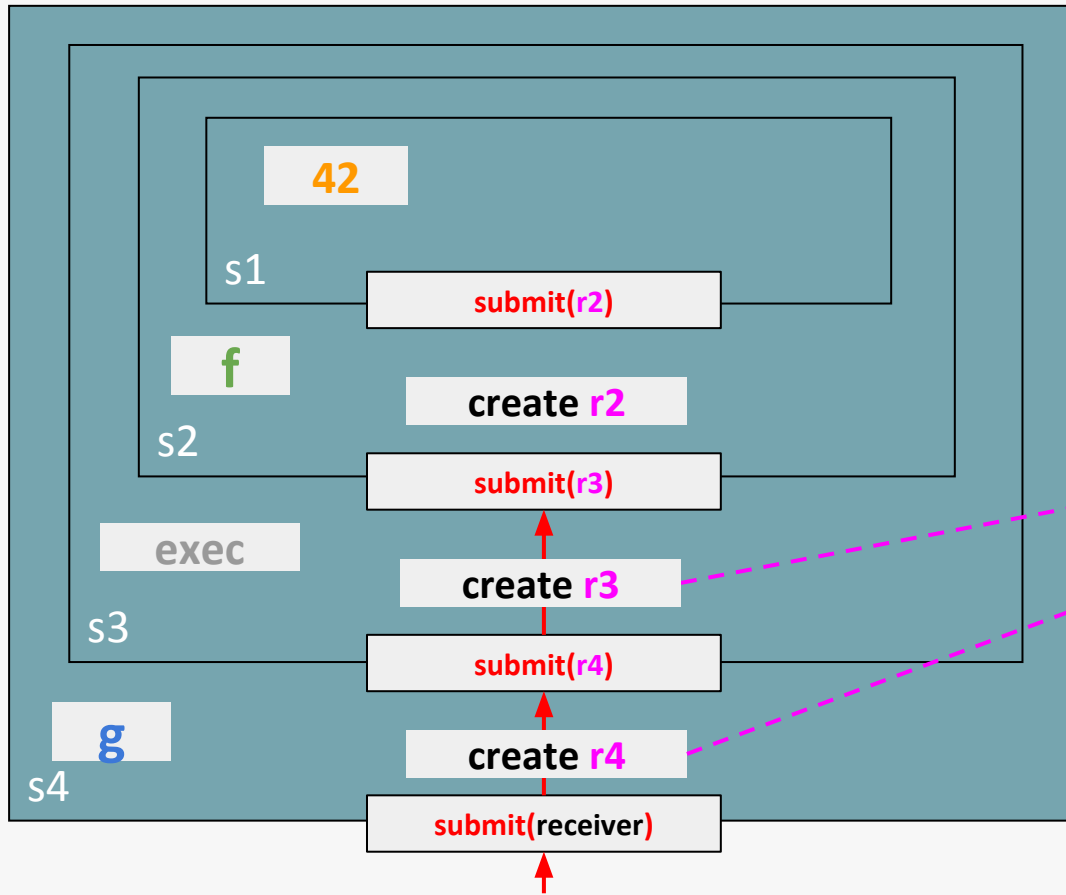 42
s1
submit(r2)
f
create r2
s2
submit(r3)
exec
create r3
s3
submit(r4)
g
create r4
s4
submit(receiver)